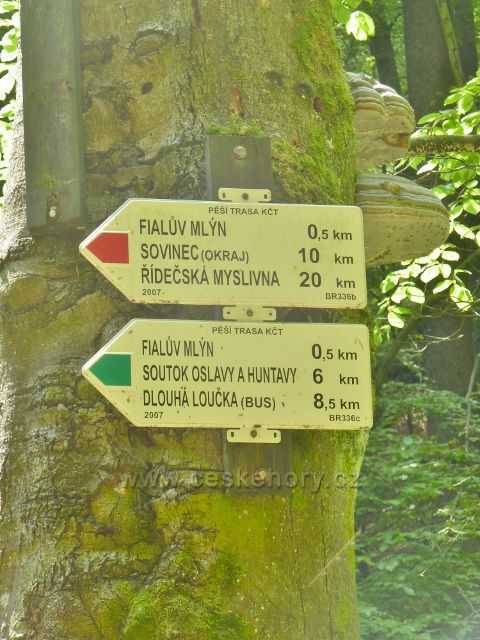 PĚŠÍ TRASA KČT
FIALŮV MLÝN 0,5 km
SOVINEC (OKRAJ) 10 km
ŘÍDEČSKÁ MYSLIVNA 20 km
2007 BR336b
PĚŠÍ TRASA KČT
FIALŮV MLÝN 0,5 km
SOUTOK OSLAVY A HUNTAVY 6 km
DLOUHÁ LOUČKA (BUS) 8,5 km
2007 BR336c
www.ceskehory.cz